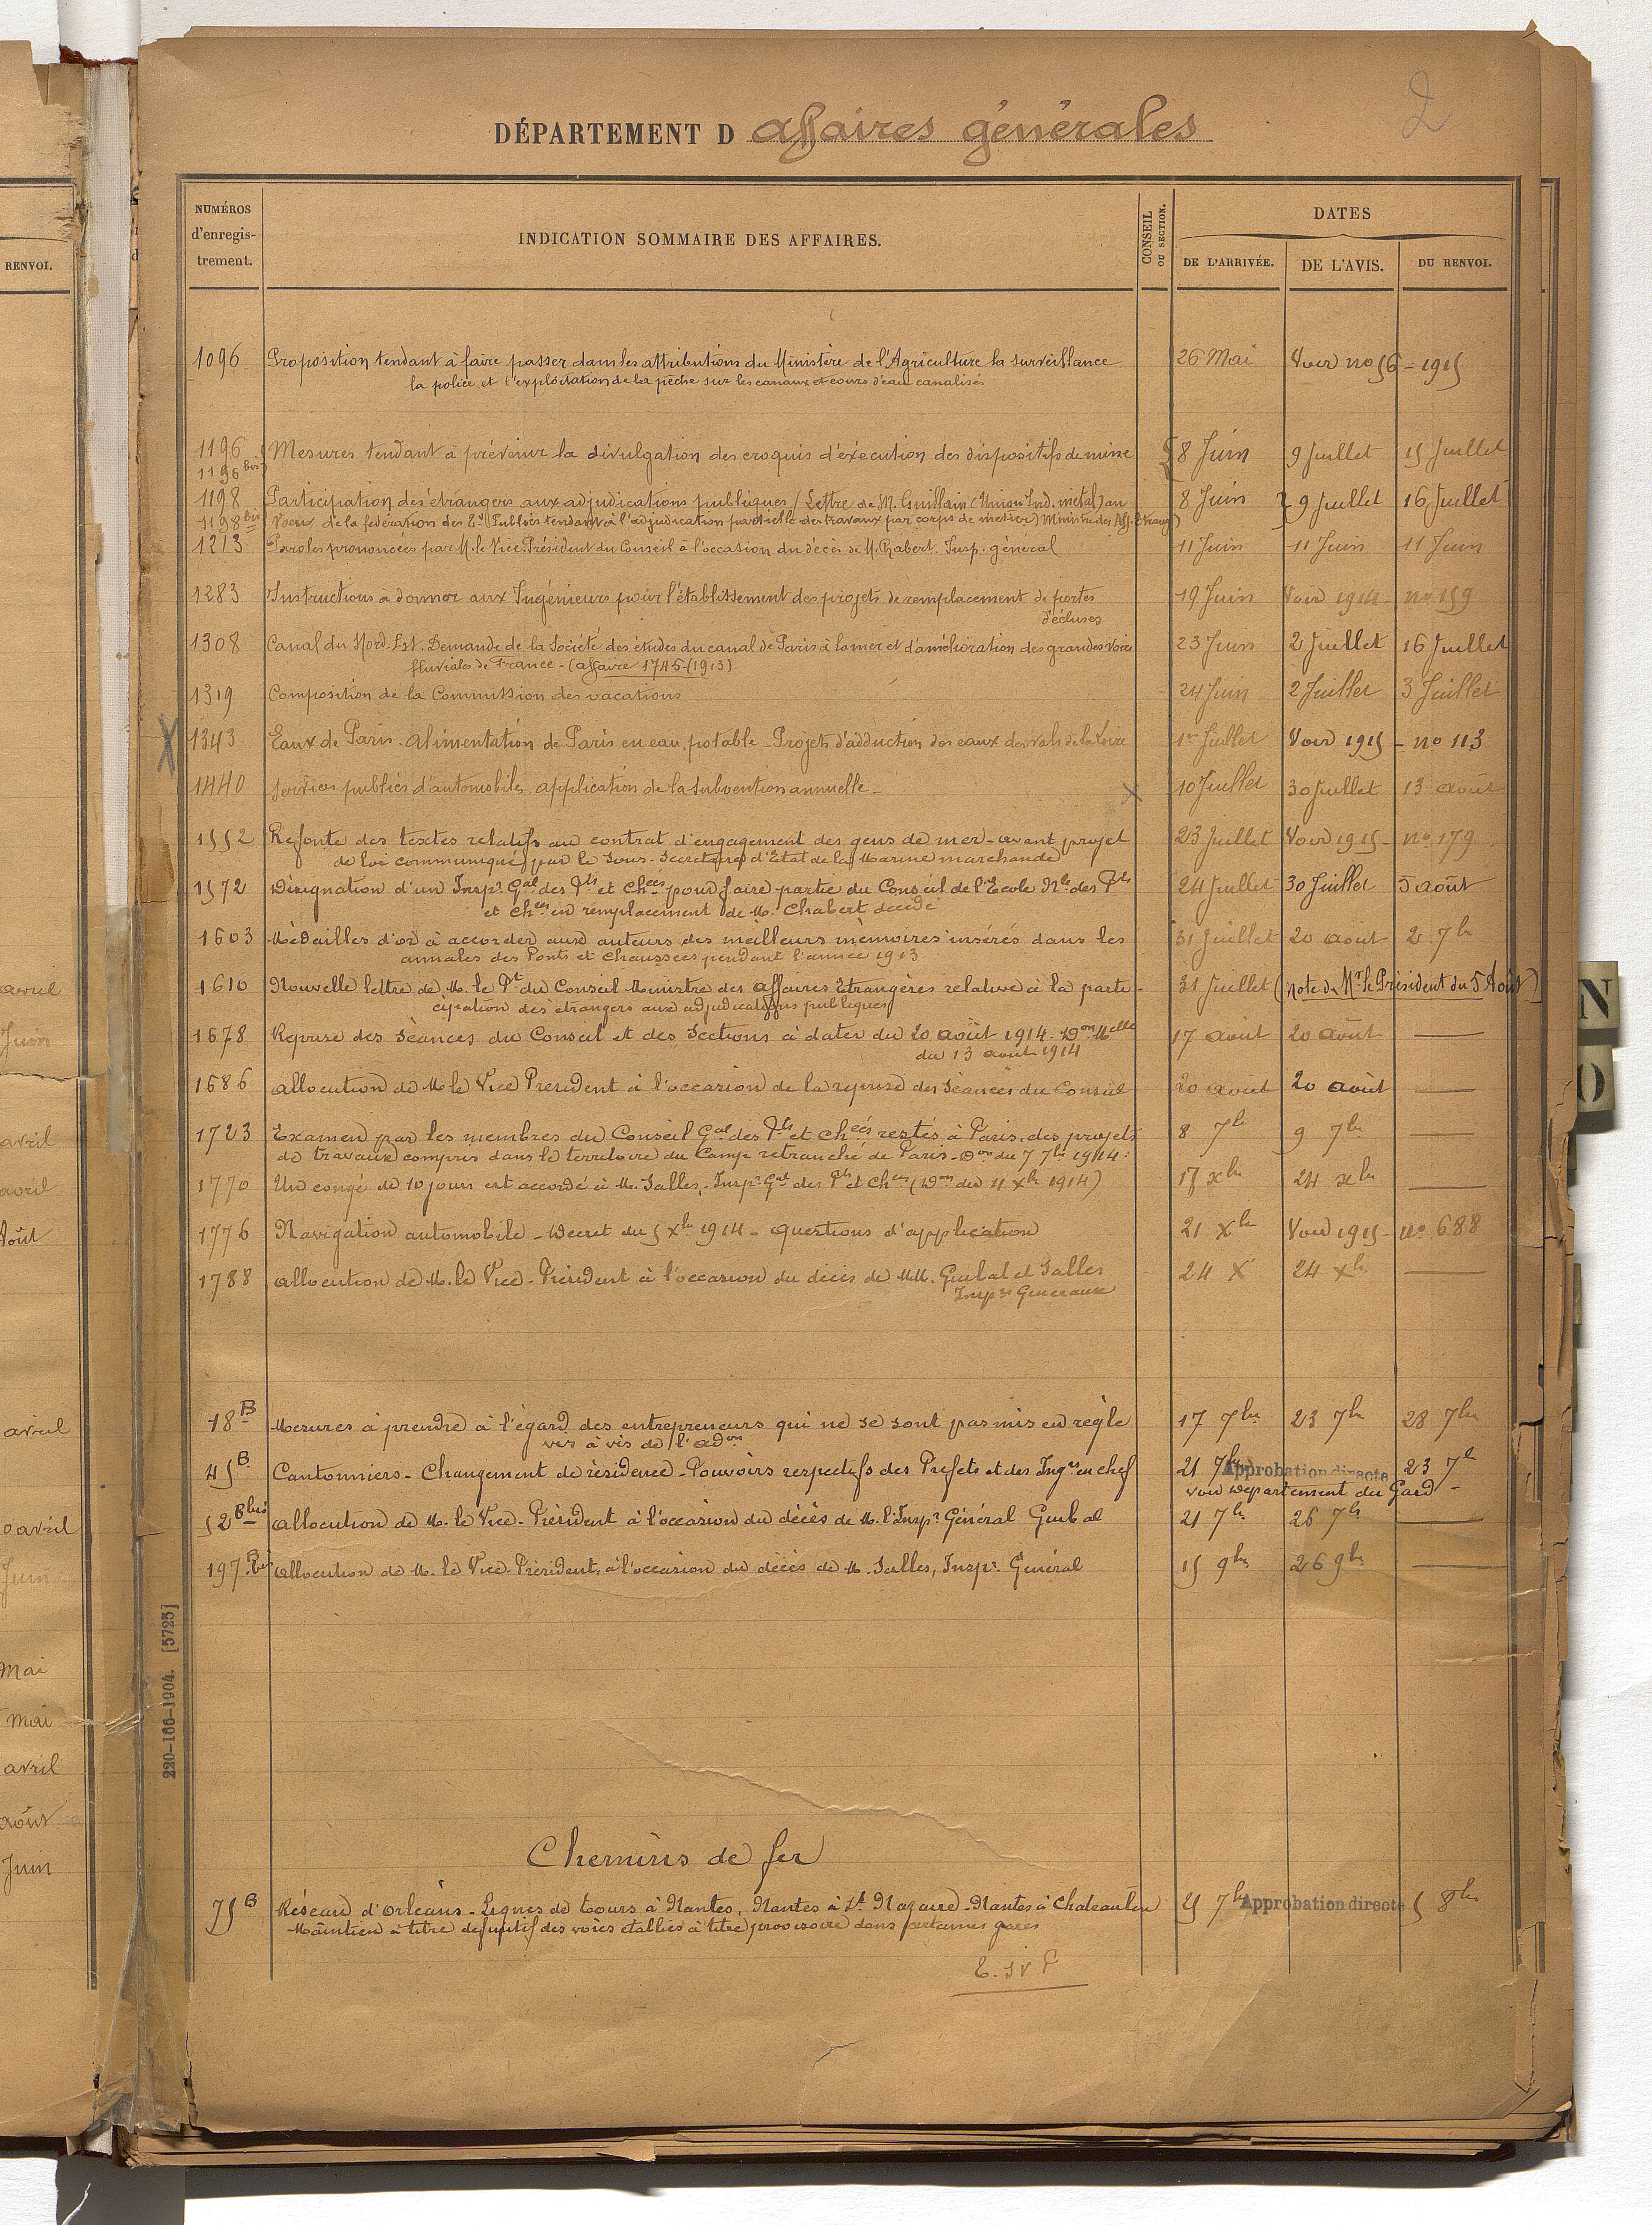 2
DÉPARTEMENT D Affaires générales
NUMÉROS d'enregis-trement.
INDICATION SOMMAIRE DES AFFAIRES.
CONSEIL OU SECTION.
DATES
DE L'ARRIVÉE. DE L'AVIS. DU RENVOI.
RENVOI.
1096 Proposition tendant à faire passer dans les attributions du Ministère de l'Agriculture la surveillance 26 Mai Voir no 56 - 1915
la police et l'exploitation de la pêche sur les canaux et cours d'eau canalisés
1196 Mesures tendant à prévenir la divulgation des croquis d'exécution des dispositifs de mine 8 Juin 9 Juillet 15 Juillet
1196 bis
1198 Participation des étrangers aux adjudications publiques (Lettre de M. Guillain (Union Ind. métal) au 8 Juin 9 Juillet 16 Juillet
1198 bis Voeu de la fédération des Publics tendant à l'adjudication partielle des travaux par corps de metier) Ministre des Aff. Etrang)
1213 Paroles prononcées par M. le Vice Président du Conseil à l'occation du décès de M. Chabert. Insp. général 11 Juin 11 Juin 11 Juin
1283 Instructions à donner aux Ingénieurs pour l'établissement des projets de remplacement de portes 19 Juin Voir 1914 - no 159
d'écluses
1308 Canal du Nord-Est. Demande de la Société des études du canal de Paris à la mer et d'amélioration des grandes voies 23 Juin 2 Juillet 16 Juillet
fluviales de France - (affaire 1745-(1913)
1319 Composition de la Commission des vacations 24 Juin 2 Juillet 3 Juillet
X 1343 Eaux de Paris. Alimentation de Paris en eau potable - Projets d'adduction des eaux des vals de la Loire 1er Juillet Voir 1915 - no 113
1440 Services publics d'automobiles application de la subvention annuelle - X 10 Juillet 30 Juillet 13 août
1552 Refonte des textes relatifs au contrat d'engagement des gens de mer - avant projet 23 Juillet Voir 1915 - no 179
de loi communiqué par le Sous-Secrétaire d'Etat de la Marine marchande
1572 Désignation d'un Inspr Gal des Pts et Chées pour faire partie du Conseil de l'Ecole Nle des Pts 24 Juillet 30 Juillet 5 août
et Chées en remplacement de M. Chabert décédé
1603 Médailles d'or à accorder aux auteurs des meilleurs mémoires insérés dans les 31 Juillet 20 août 2 7bre
annales des Ponts et Chaussées pendant l'année 1913
1610 Nouvelle lettre de M. le Pt du Conseil Ministre des Affaires Etrangères relative à la parti- 31 Juillet (note de Mr le Président du 5 Août)
cipation des étrangers aux adjudications publiques
1678 Reprise des Séances du Conseil et des Sections à dater du 20 août 1914. Don Mlle 17 août 20 août —
du 13 août 1914
1686 Allocution de M. le Vice Président à l'occasion de la reprise des Séances du Conseil 20 août 20 août —
1723 Examen par les membres du Conseil Gal des Pts et Chées restés à Paris, des projets 8 7bre 9 7bre —
de travaux compris dans le territoire du Camp retranché de Paris - Don du 7 7bre 1914.
1770 Un congé de 10 jours est accordé à M. Salles, Inspr Gal des Pts et Chées (Don du 11 Xbre 1914) 17 Xbre 24 Xbre —
1776 Navigation automobile - Décret du 5 Xbre 1914 - Questions d'application 21 Xbre Voir 1915 - no 688
1788 Allocution de M. le Vice-Président à l'occasion du décès de MM. Guibal et Salles 24 X 24 Xbre —
Insprs Généraux
18 B Mesures à prendre à l'égard des entrepreneurs qui ne se sont pas mis en règle 17 7bre 23 7bre 28 7bre
vis à vis de l'adon
45 B Cantonniers - Changement de résidence - Pouvoirs respectifs des Prefets et des Ingrs en chef 21 7bre Approbation directe 23 7bre
voir Departement du Gard -
52 B bis Allocution de M. le Vice-Président à l'occasion du décès de M. l'Inspr Général Guibal 21 7bre 26 7bre —
197 B bis Allocution de M. le Vice-Président, à l'occasion du décès de M. Salles, Inspr Général 15 9bre 26 9bre —
Chemins de fer
75 B Réseau d'Orléans - Lignes de Tours à Nantes, Nantes à St Nazaire - Nantes à Chateaulin 25 7bre Approbation directe 5 8bre
Maintien à titre définitif des voies établies à titre provisoire dans certaines gares
T. S. V. P
220-166-1904. [5725]
avril
Juin
avril
avril
Août
avril
avril
Juin
Mai
Mai
avril
août
Juin
N
O